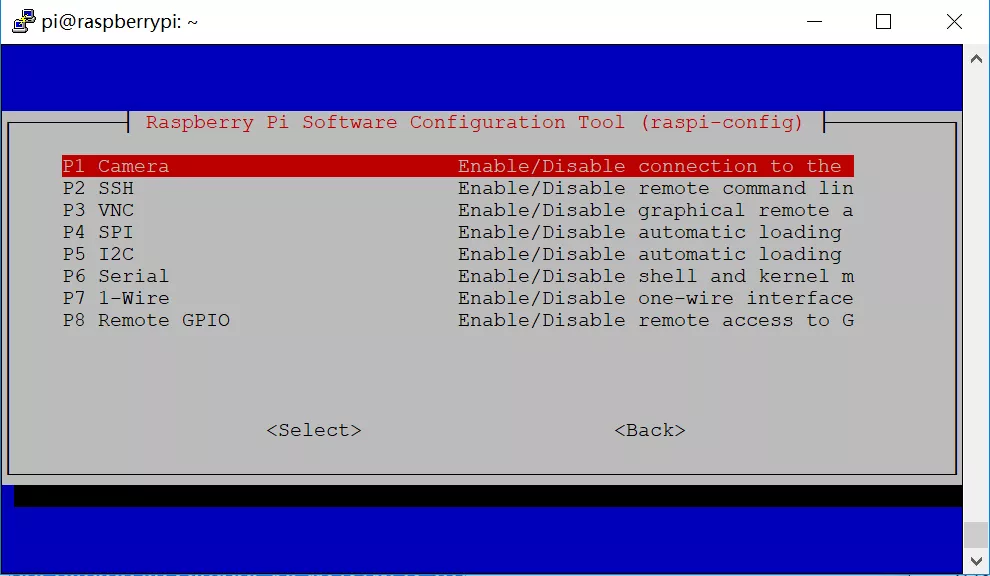 pi@raspberrypi: ~
Raspberry Pi Software Configuration Tool (raspi-config)
P1 Camera Enable/Disable connection to the
P2 SSH Enable/Disable remote command lin
P3 VNC Enable/Disable graphical remote a
P4 SPI Enable/Disable automatic loading
P5 I2C Enable/Disable automatic loading
P6 Serial Enable/Disable shell and kernel m
P7 1-Wire Enable/Disable one-wire interface
P8 Remote GPIO Enable/Disable remote access to G
<Select> <Back>